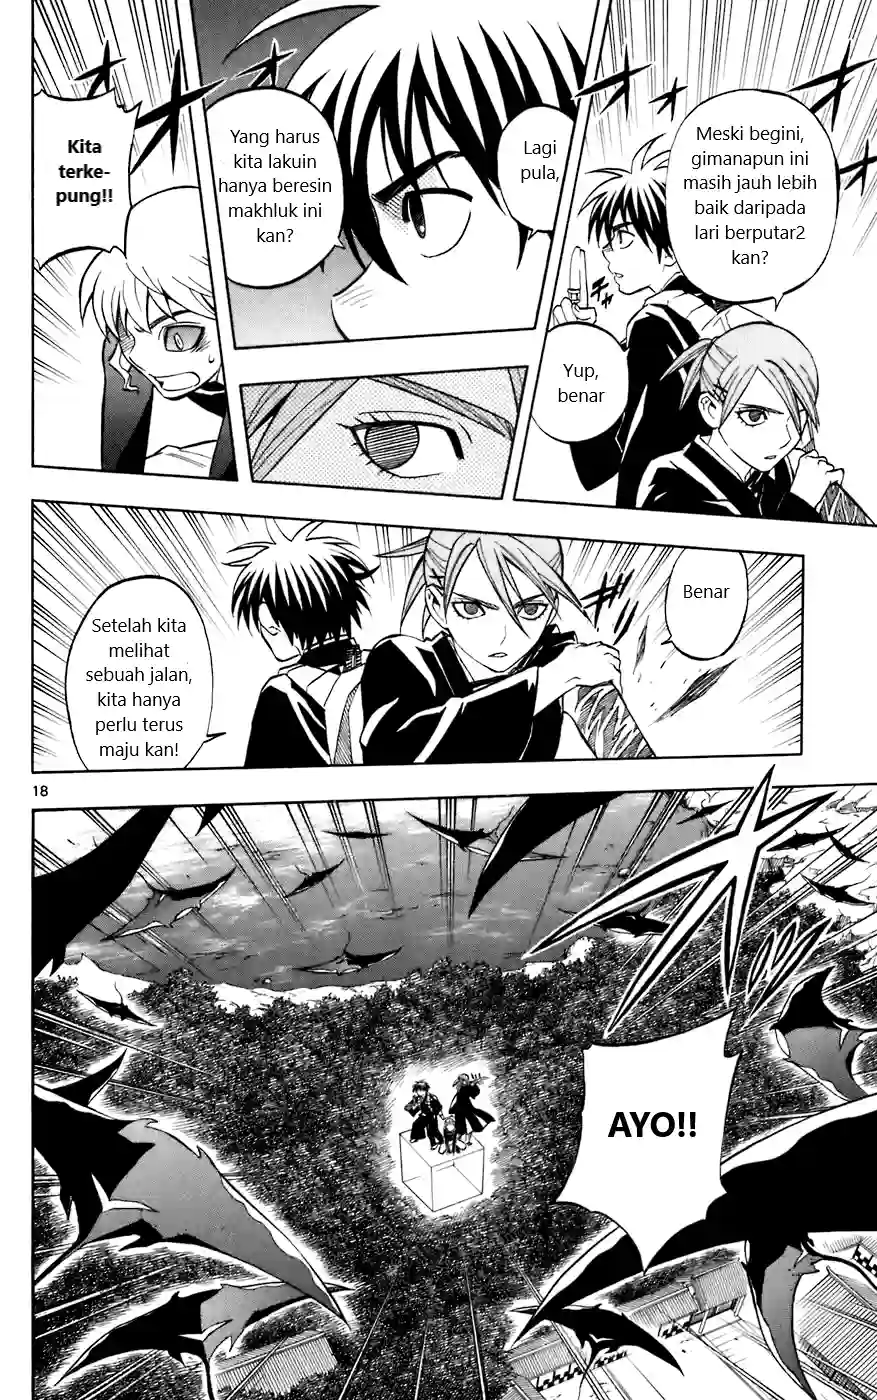 Meski begini,
gimanapun ini
masih jauh lebih
baik daripada
lari berputar2
kan?
Yup,
benar
Lagi
pula,
Yang harus
kita lakuin
hanya beresin
makhluk ini
kan?
Kita
terke-
pung!!
Benar
Setelah kita
melihat
sebuah jalan,
kita hanya
perlu terus
maju kan!
18
AYO!!